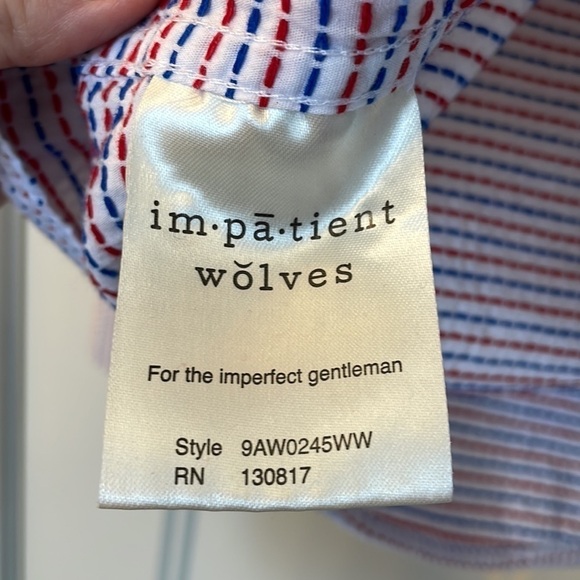 im·pā·tient
wŏlves
For the imperfect gentleman
Style 9AW0245WW
RN 130817